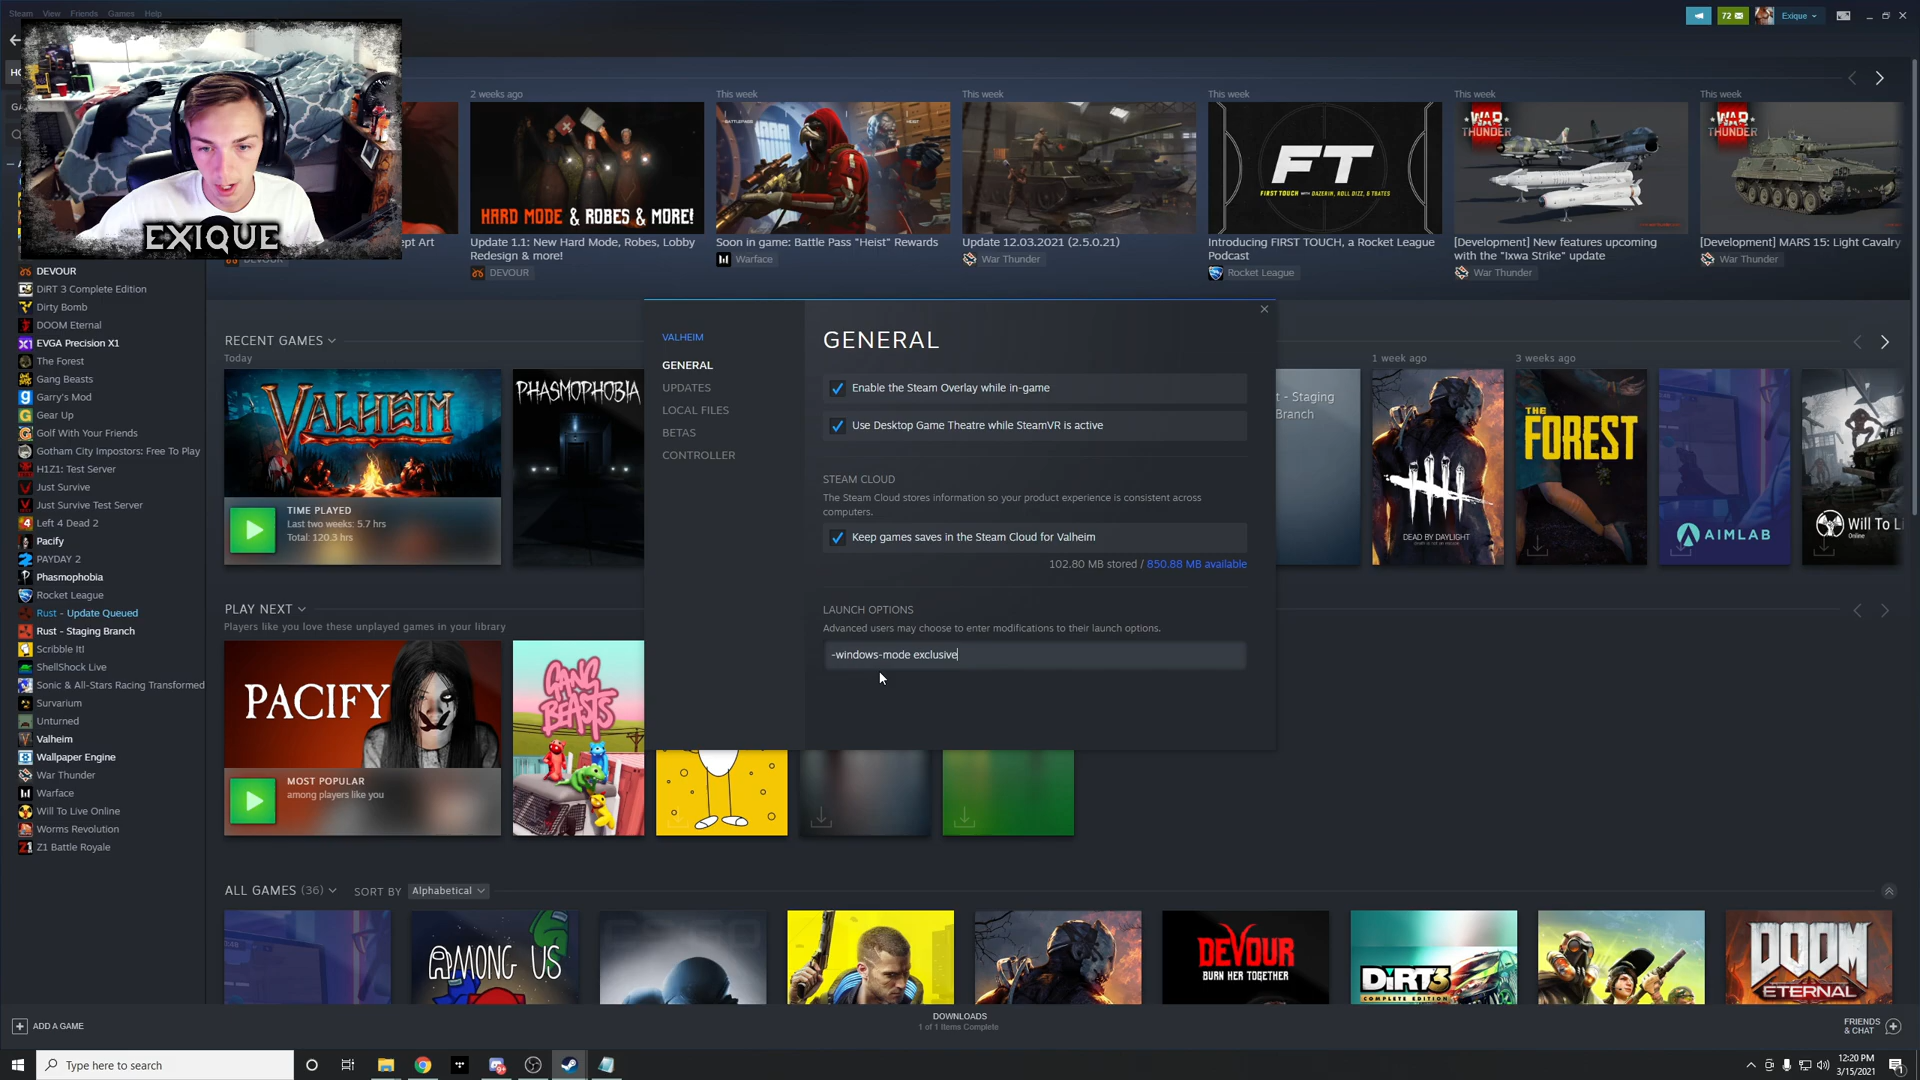 Steam View Friends Games Help
72
Exique
EXIQUE
2 weeks ago
This week
This week
This week
This week
This week
HARD MODE & ROBES & MORE!
FT
FIRST TOUCH WITH DAZERIN, ROLL DIZZ, & TBATES
WAR THUNDER
WAR THUNDER
ept Art
Update 1.1: New Hard Mode, Robes, Lobby
Redesign & more!
DEVOUR
Soon in game: Battle Pass "Heist" Rewards
Warface
Update 12.03.2021 (2.5.0.21)
War Thunder
Introducing FIRST TOUCH, a Rocket League
Podcast
Rocket League
[Development] New features upcoming
with the "Ixwa Strike" update
War Thunder
[Development] MARS 15: Light Cavalry
War Thunder
DEVOUR
DiRT 3 Complete Edition
Dirty Bomb
DOOM Eternal
EVGA Precision X1
The Forest
Gang Beasts
Garry's Mod
Gear Up
Golf With Your Friends
Gotham City Impostors: Free To Play
H1Z1: Test Server
Just Survive
Just Survive Test Server
Left 4 Dead 2
Pacify
PAYDAY 2
Phasmophobia
Rocket League
Rust - Update Queued
Rust - Staging Branch
Scribble It!
ShellShock Live
Sonic & All-Stars Racing Transformed
Survarium
Unturned
Valheim
Wallpaper Engine
War Thunder
Warface
Will To Live Online
Worms Revolution
Z1 Battle Royale
RECENT GAMES
Today
VALHEIM
TIME PLAYED
Last two weeks: 5.7 hrs
Total: 120.3 hrs
PHASMOPHOBIA
VALHEIM
GENERAL
UPDATES
LOCAL FILES
BETAS
CONTROLLER
GENERAL
Enable the Steam Overlay while in-game
Use Desktop Game Theatre while SteamVR is active
STEAM CLOUD
The Steam Cloud stores information so your product experience is consistent across
computers.
Keep games saves in the Steam Cloud for Valheim
102.80 MB stored / 850.88 MB available
LAUNCH OPTIONS
Advanced users may choose to enter modifications to their launch options.
-windows-mode exclusive
1 week ago
3 weeks ago
t - Staging
Branch
DEAD BY DAYLIGHT
THE
FOREST
AIMLAB
Will To Li
Online
PLAY NEXT
Players like you love these unplayed games in your library
PACIFY
MOST POPULAR
among players like you
GANG
BEASTS
ALL GAMES (36)
SORT BY Alphabetical
AMONG US
DEVOUR
BURN HER TOGETHER
DiRT3
COMPLETE EDITION
DOOM
ETERNAL
ADD A GAME
DOWNLOADS
1 of 1 Items Complete
FRIENDS
& CHAT
Type here to search
12:20 PM
3/15/2021